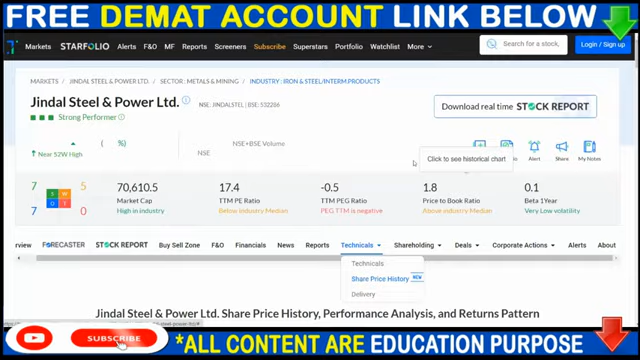 FREE DEMAT ACCOUNT LINK BELOW
Markets STARFOLIO Alerts F&O MF Reports Screeners Subscribe Superstars Portfolio Watchlist More Search for a stock, Login / Sign up
MARKETS / JINDAL STEEL & POWER LTD. / SECTOR: METALS & MINING / INDUSTRY: IRON & STEEL/INTERM.PRODUCTS
Jindal Steel & Power Ltd.
NSE: JINDALSTEL | BSE: 532286
Download real time STOCK REPORT
Strong Performer
( %)
Near 52W High
NSE
NSE+BSE Volume
Click to see historical chart
Alert Share My Notes
7 5
S W
O T
7 0
70,610.5
Market Cap
High in industry
17.4
TTM PE Ratio
Below industry Median
-0.5
TTM PEG Ratio
PEG TTM is negative
1.8
Price to Book Ratio
Above industry Median
0.1
Beta 1Year
Very Low volatility
rview FORECASTER STOCK REPORT Buy Sell Zone F&O Financials News Reports Technicals Shareholding Deals Corporate Actions Alerts About
Technicals
Share Price History NEW
Delivery
Jindal Steel & Power Ltd. Share Price History, Performance Analysis, and Returns Pattern
SUBSCRIBE
*ALL CONTENT ARE EDUCATION PURPOSE